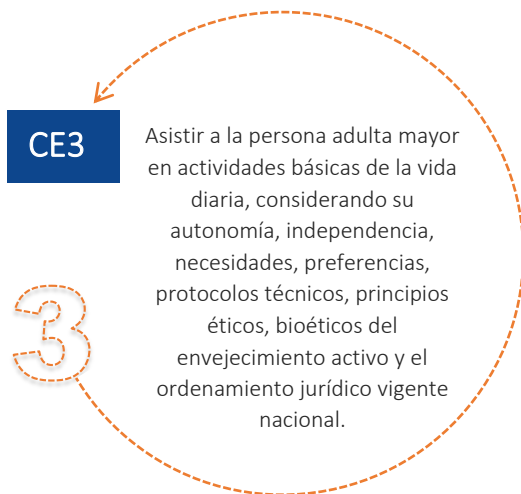 CE3
Asistir a la persona adulta mayor
en actividades básicas de la vida
diaria, considerando su
autonomía, independencia,
necesidades, preferencias,
protocolos técnicos, principios
éticos, bioéticos del
envejecimiento activo y el
ordenamiento jurídico vigente
nacional.
3